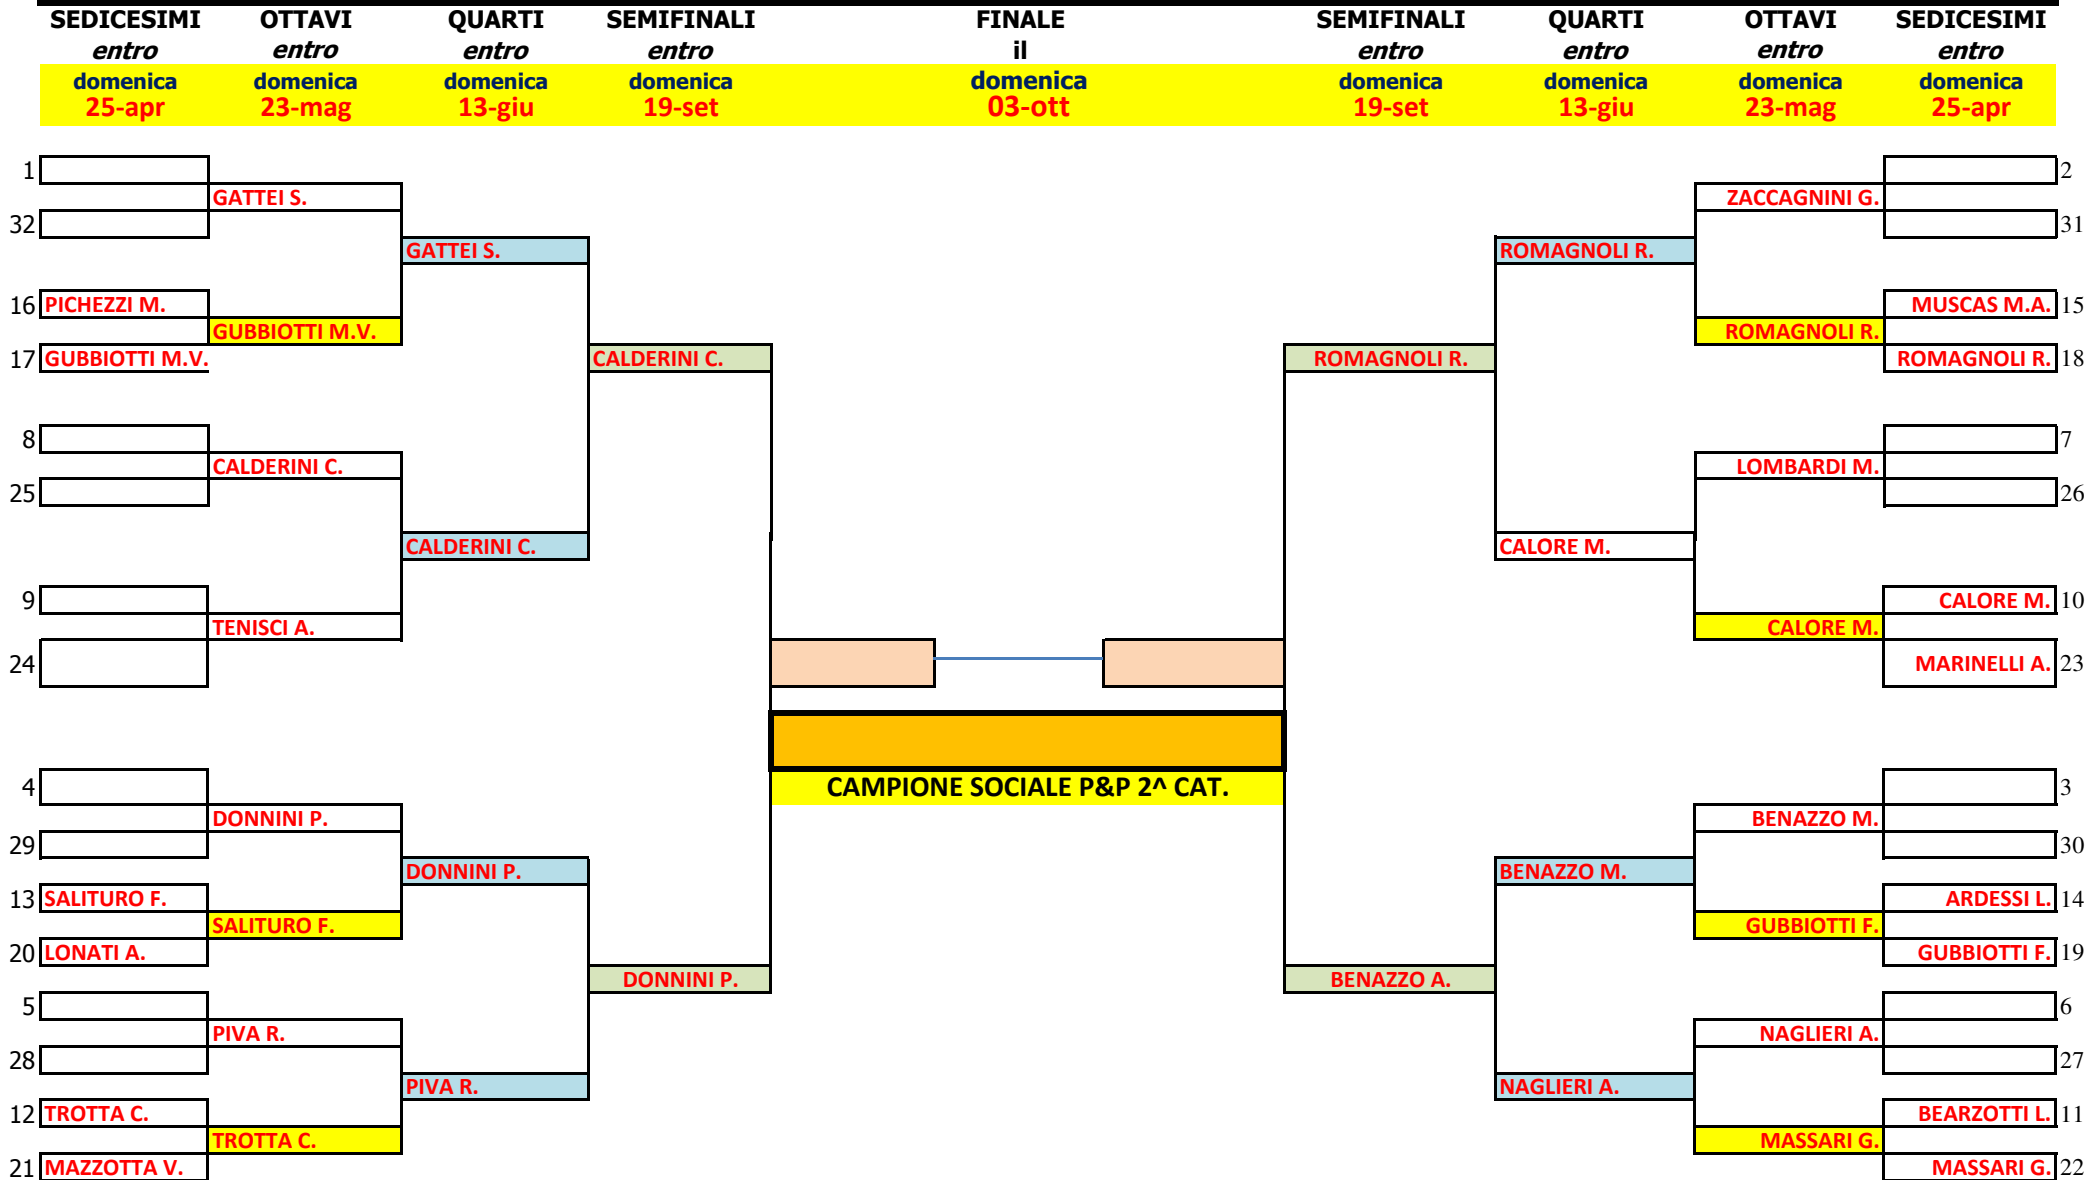 SEDICESIMI OTTAVI QUARTI SEMIFINALI FINALE SEMIFINALI QUARTI OTTAVI SEDICESIMI
entro entro entro entro il entro entro entro entro
domenica domenica domenica domenica domenica domenica domenica domenica domenica
25-apr 23-mag 13-giu 19-set 03-ott 19-set 13-giu 23-mag 25-apr
1 2
GATTEI S. ZACCAGNINI G.
32 31
GATTEI S. ROMAGNOLI R.
16 PICHEZZI M. MUSCAS M.A. 15
GUBBIOTTI M.V. ROMAGNOLI R.
17 GUBBIOTTI M.V. CALDERINI C. ROMAGNOLI R. ROMAGNOLI R. 18
8 7
CALDERINI C. LOMBARDI M.
25 26
CALDERINI C. CALORE M.
9 CALORE M. 10
TENISCI A. CALORE M.
24 MARINELLI A. 23
4 CAMPIONE SOCIALE P&P 2^ CAT. 3
DONNINI P. BENAZZO M.
29 30
DONNINI P. BENAZZO M.
13 SALITURO F. ARDESSI L. 14
SALITURO F. GUBBIOTTI F.
20 LONATI A. GUBBIOTTI F. 19
DONNINI P. BENAZZO A.
5 6
PIVA R. NAGLIERI A.
28 27
PIVA R. NAGLIERI A.
12 TROTTA C. BEARZOTTI L. 11
TROTTA C. MASSARI G.
21 MAZZOTTA V. MASSARI G. 22